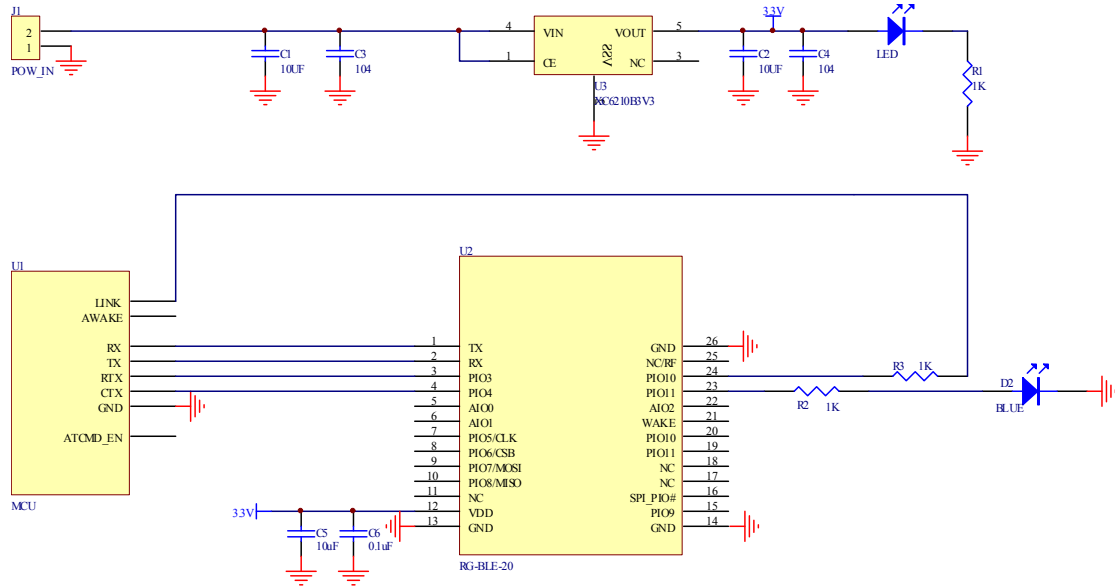 J1
2
1
POW_IN
C1
10UF
C3
104
4
VIN
VOUT
5
1
CE
VSS
NC
3
U3
XC6210B3V3
3.3V
C2
10UF
C4
104
LED
R1
1K
U1
LINK
AWAKE
RX
TX
RTX
CTX
GND
ATCMD_EN
MCU
U2
1 TX
2 RX
3 PIO3
4 PIO4
5 AIO0
6 AIO1
7 PIO5/CLK
8 PIO6/CSB
9 PIO7/MOSI
10 PIO8/MISO
11 NC
12 VDD
13 GND
GND 26
NC/RF 25
PIO10 24
PIO11 23
AIO2 22
WAKE 21
PIO10 20
PIO11 19
NC 18
NC 17
SPI_PIO# 16
PIO9 15
GND 14
RG-BLE-20
R3 1K
R2 1K
D2
BLUE
3.3V
C5
10uF
C6
0.1uF